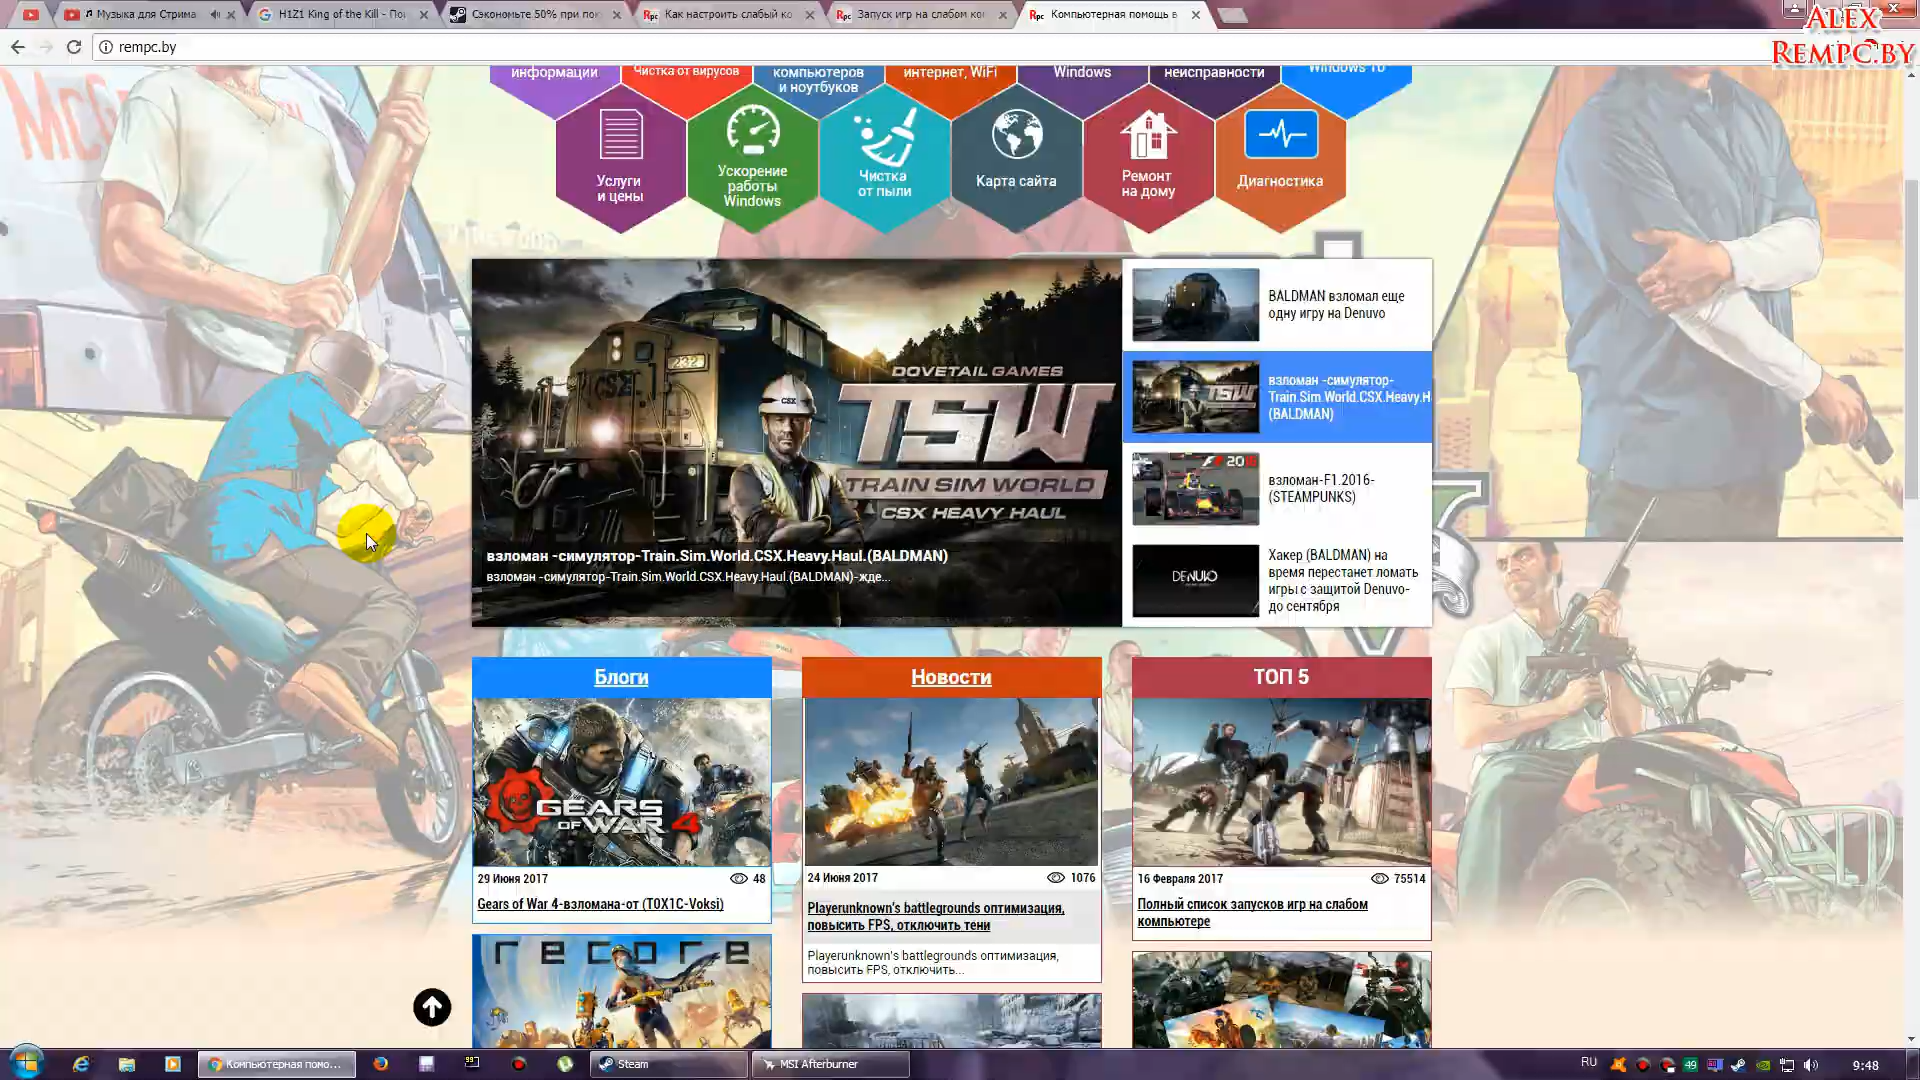 Музыка для Стрима
H1Z1 King of the Kill - По
Сэкономьте 50% при пок
Rpc Как настроить слабый ко
Rpc Запуск игр на слабом ко
Rpc Компьютерная помощь в
ALEX
REMPC.BY
rempc.by
информации
Чистка от вирусов
компьютеров
и ноутбуков
интернет, WiFi
Windows
неисправности
Windows 10
Услуги
и цены
Ускорение
работы
Windows
Чистка
от пыли
Карта сайта
Ремонт
на дому
Диагностика
232
CSX
DOVETAIL GAMES
TSW
TRAIN SIM WORLD
CSX HEAVY HAUL
взломан -симулятор-Train.Sim.World.CSX.Heavy.Haul.(BALDMAN)
взломан -симулятор-Train.Sim.World.CSX.Heavy.Haul.(BALDMAN)-жде...
BALDMAN взломал еще
одну игру на Denuvo
TSW
взломан -симулятор-
Train.Sim.World.CSX.Heavy.H
(BALDMAN)
взломан-F1.2016-
(STEAMPUNKS)
DENUVO
Хакер (BALDMAN) на
время перестанет ломать
игры с защитой Denuvo-
до сентября
Блоги
GEARS
OF WAR 4
29 Июня 2017
48
Gears of War 4-взломана-от (T0X1C-Voksi)
recore
Новости
24 Июня 2017
1076
Playerunknown's battlegrounds оптимизация,
повысить FPS, отключить тени
Playerunknown's battlegrounds оптимизация,
повысить FPS, отключить...
ТОП 5
16 Февраля 2017
75514
Полный список запусков игр на слабом
компьютере
Компьютерная помо...
Steam
MSI Afterburner
RU
49
9:48